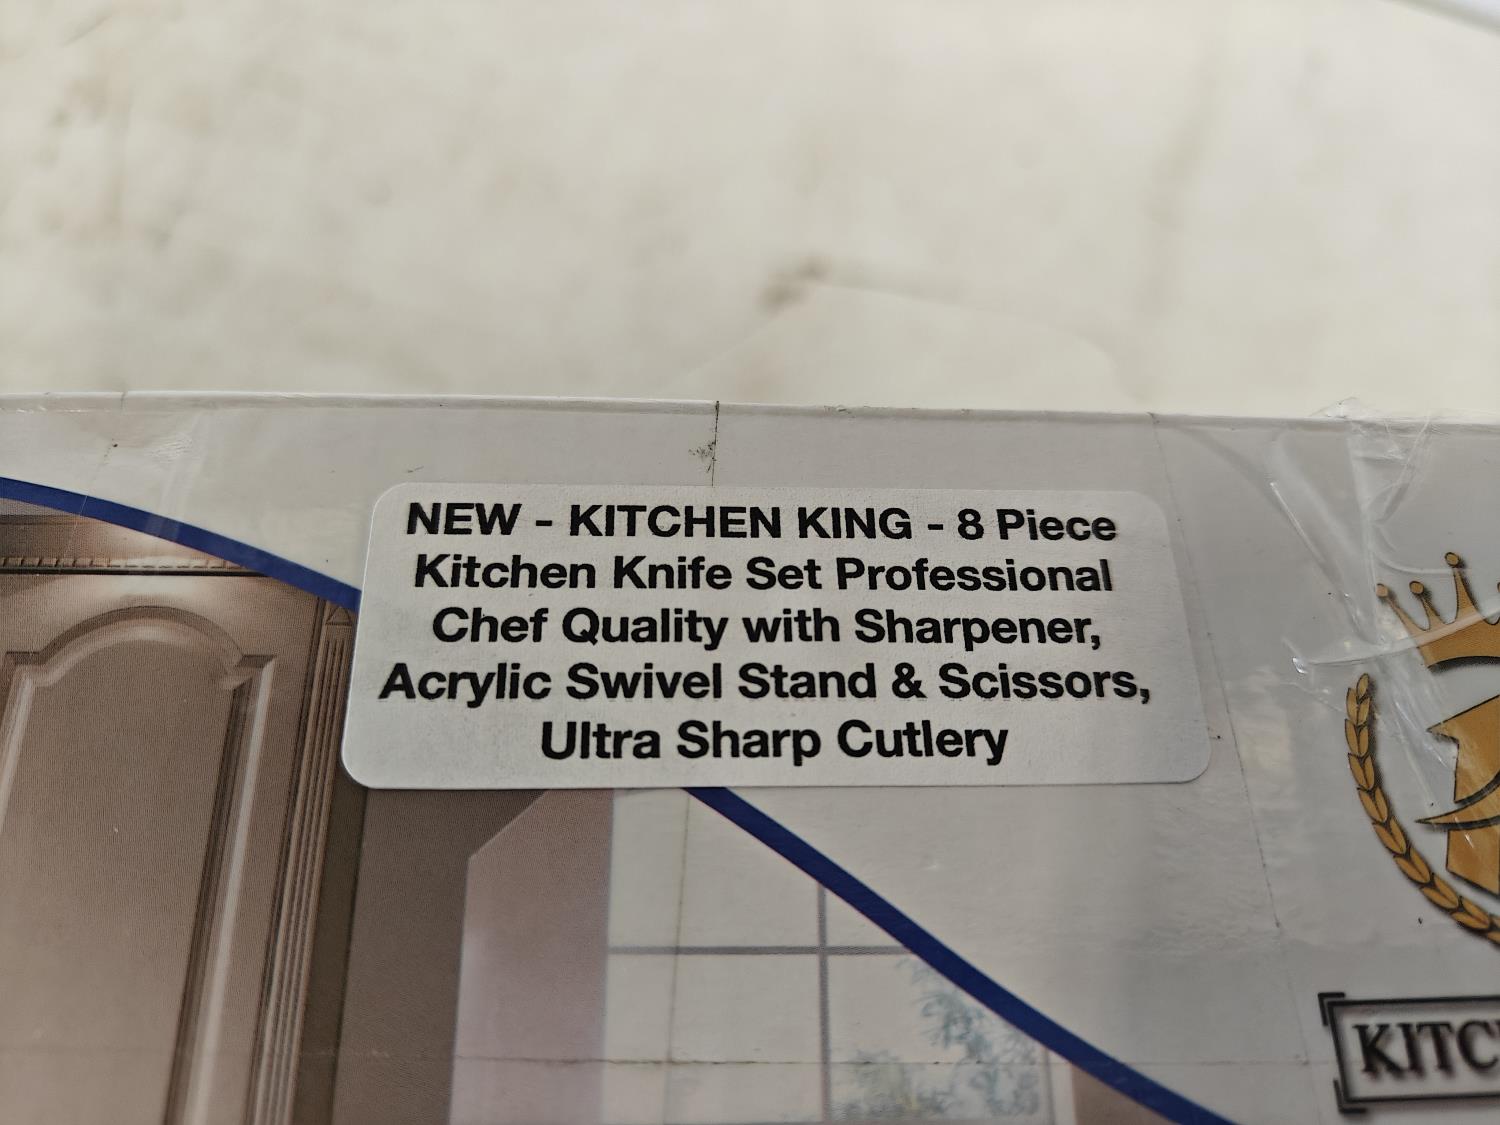 NEW - KITCHEN KING - 8 Piece
Kitchen Knife Set Professional
Chef Quality with Sharpener,
Acrylic Swivel Stand & Scissors,
Ultra Sharp Cutlery
KITC